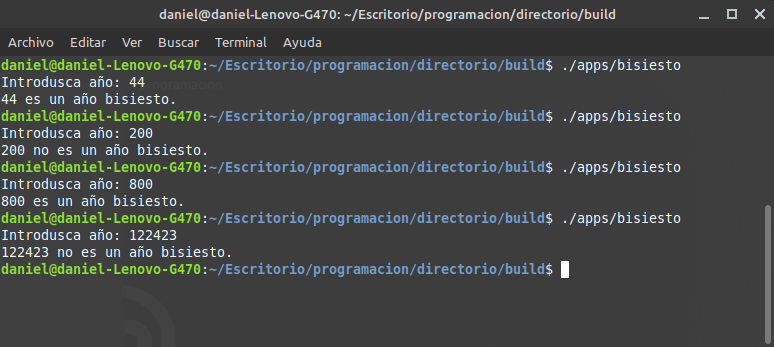 daniel@daniel-Lenovo-G470: ~/Escritorio/programacion/directorio/build
Archivo Editar Ver Buscar Terminal Ayuda
daniel@daniel-Lenovo-G470:~/Escritorio/programacion/directorio/build$ ./apps/bisiesto
Introdusca año: 44
44 es un año bisiesto.
daniel@daniel-Lenovo-G470:~/Escritorio/programacion/directorio/build$ ./apps/bisiesto
Introdusca año: 200
200 no es un año bisiesto.
daniel@daniel-Lenovo-G470:~/Escritorio/programacion/directorio/build$ ./apps/bisiesto
Introdusca año: 800
800 es un año bisiesto.
daniel@daniel-Lenovo-G470:~/Escritorio/programacion/directorio/build$ ./apps/bisiesto
Introdusca año: 122423
122423 no es un año bisiesto.
daniel@daniel-Lenovo-G470:~/Escritorio/programacion/directorio/build$